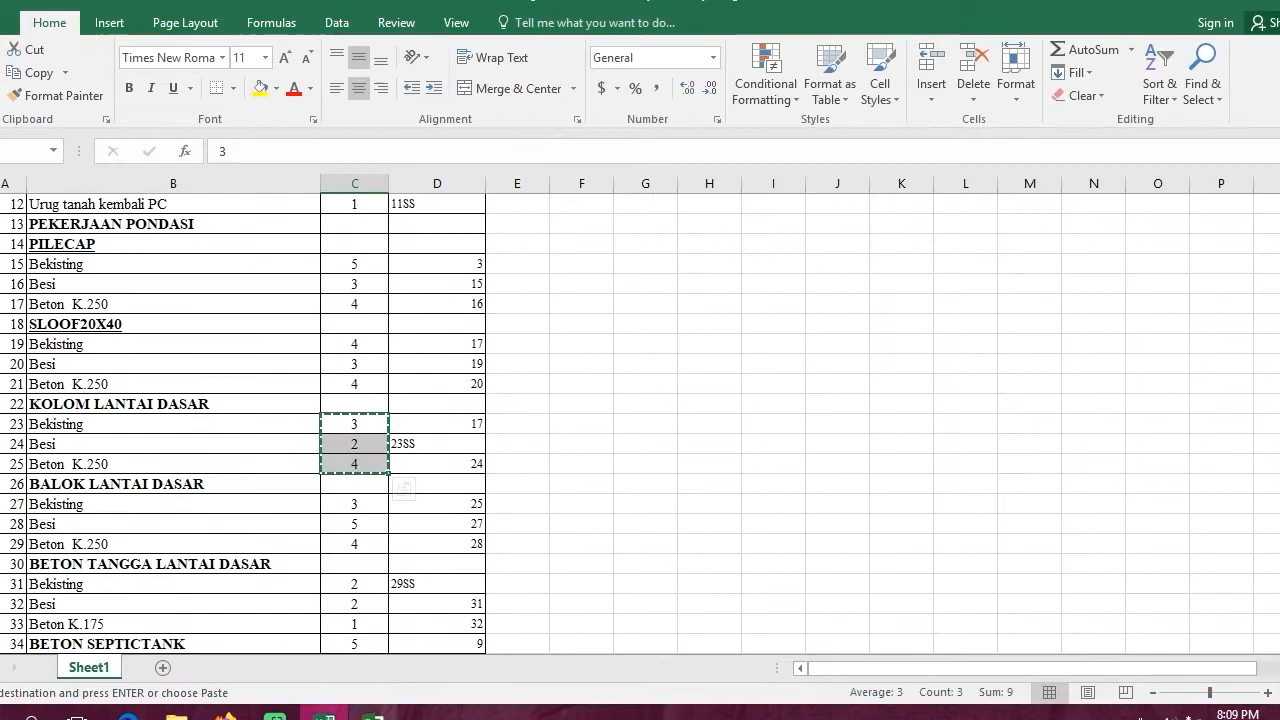 Home Insert Page Layout Formulas Data Review View Tell me what you want to do... Sign in Sh
Cut
Copy
Format Painter
Clipboard
Times New Roma 11
B I U A
Font
Wrap Text
Merge & Center
Alignment
General
$ % ,
Number
Conditional Formatting
Format as Table
Cell Styles
Styles
Insert Delete Format
Cells
AutoSum
Fill
Clear
Sort & Filter
Find & Select
Editing
fx 3
A B C D E F G H I J K L M N O P
12 Urug tanah kembali PC 1 11SS
13 PEKERJAAN PONDASI
14 PILECAP
15 Bekisting 5 3
16 Besi 3 15
17 Beton K.250 4 16
18 SLOOF20X40
19 Bekisting 4 17
20 Besi 3 19
21 Beton K.250 4 20
22 KOLOM LANTAI DASAR
23 Bekisting 3 17
24 Besi 2 23SS
25 Beton K.250 4 24
26 BALOK LANTAI DASAR
27 Bekisting 3 25
28 Besi 5 27
29 Beton K.250 4 28
30 BETON TANGGA LANTAI DASAR
31 Bekisting 2 29SS
32 Besi 2 31
33 Beton K.175 1 32
34 BETON SEPTICTANK 5 9
Sheet1
destination and press ENTER or choose Paste Average: 3 Count: 3 Sum: 9
8:09 PM